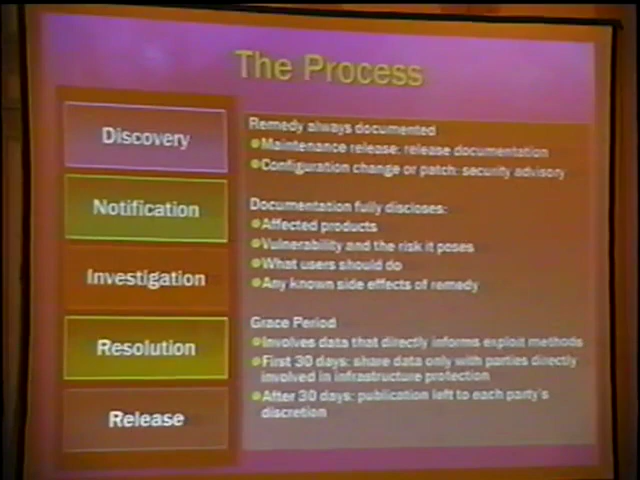 The Process
Discovery
Notification
Investigation
Resolution
Release
Remedy always documented
Maintenance release: release documentation
Configuration change or patch: security advisory
Documentation fully discloses:
Affected products
Vulnerability and the risk it poses
What users should do
Any known side effects of remedy
Grace Period
Involves data that directly informs exploit methods
First 30 days: share data only with parties directly
involved in infrastructure protection
After 30 days: publication left to each party's
discretion